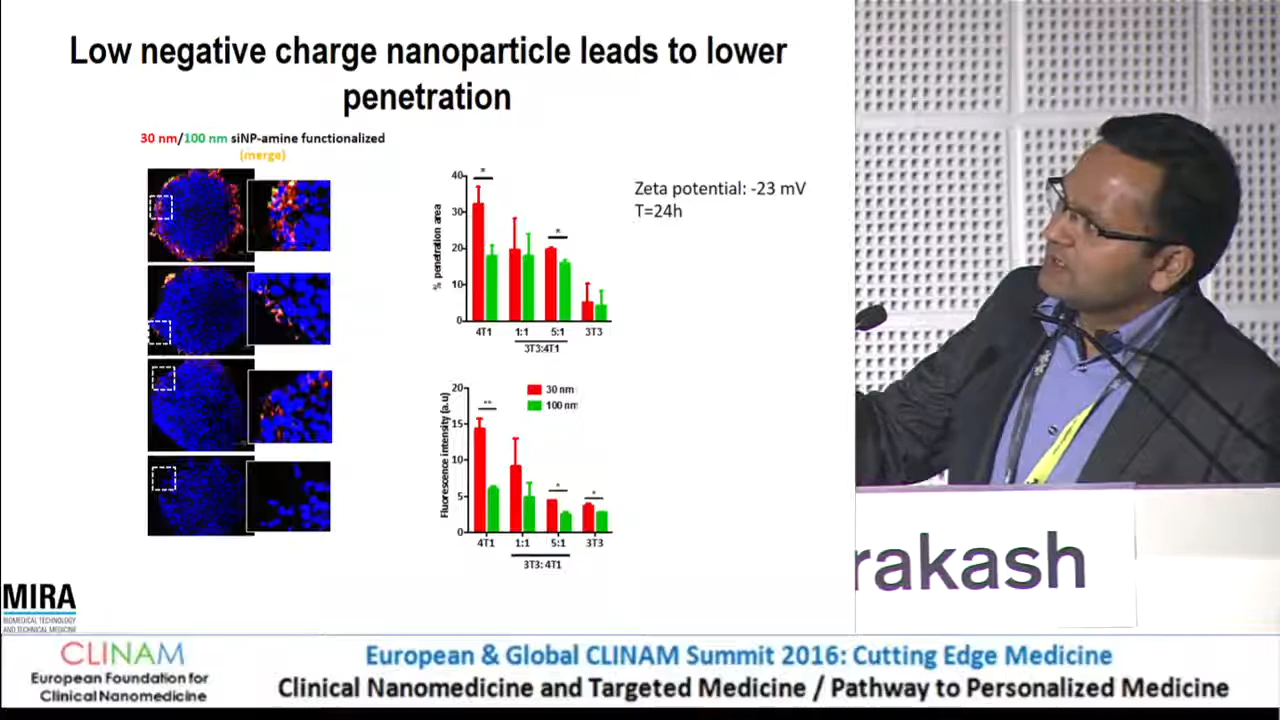 Low negative charge nanoparticle leads to lower
penetration
30 nm/100 nm siNP-amine functionalized
(merge)
% penetration area
40
30
20
10
0
*
*
4T1
1:1
5:1
3T3
3T3:4T1
Zeta potential: -23 mV
T=24h
Fluorescence intensity (a.u)
20
15
10
5
0
**
*
*
30 nm
100 nm
4T1
1:1
5:1
3T3
3T3: 4T1
rakash
MIRA
BIOMEDICAL TECHNOLOGY
AND TECHNICAL MEDICINE
CLINAM
European Foundation for
Clinical Nanomedicine
European & Global CLINAM Summit 2016: Cutting Edge Medicine
Clinical Nanomedicine and Targeted Medicine / Pathway to Personalized Medicine